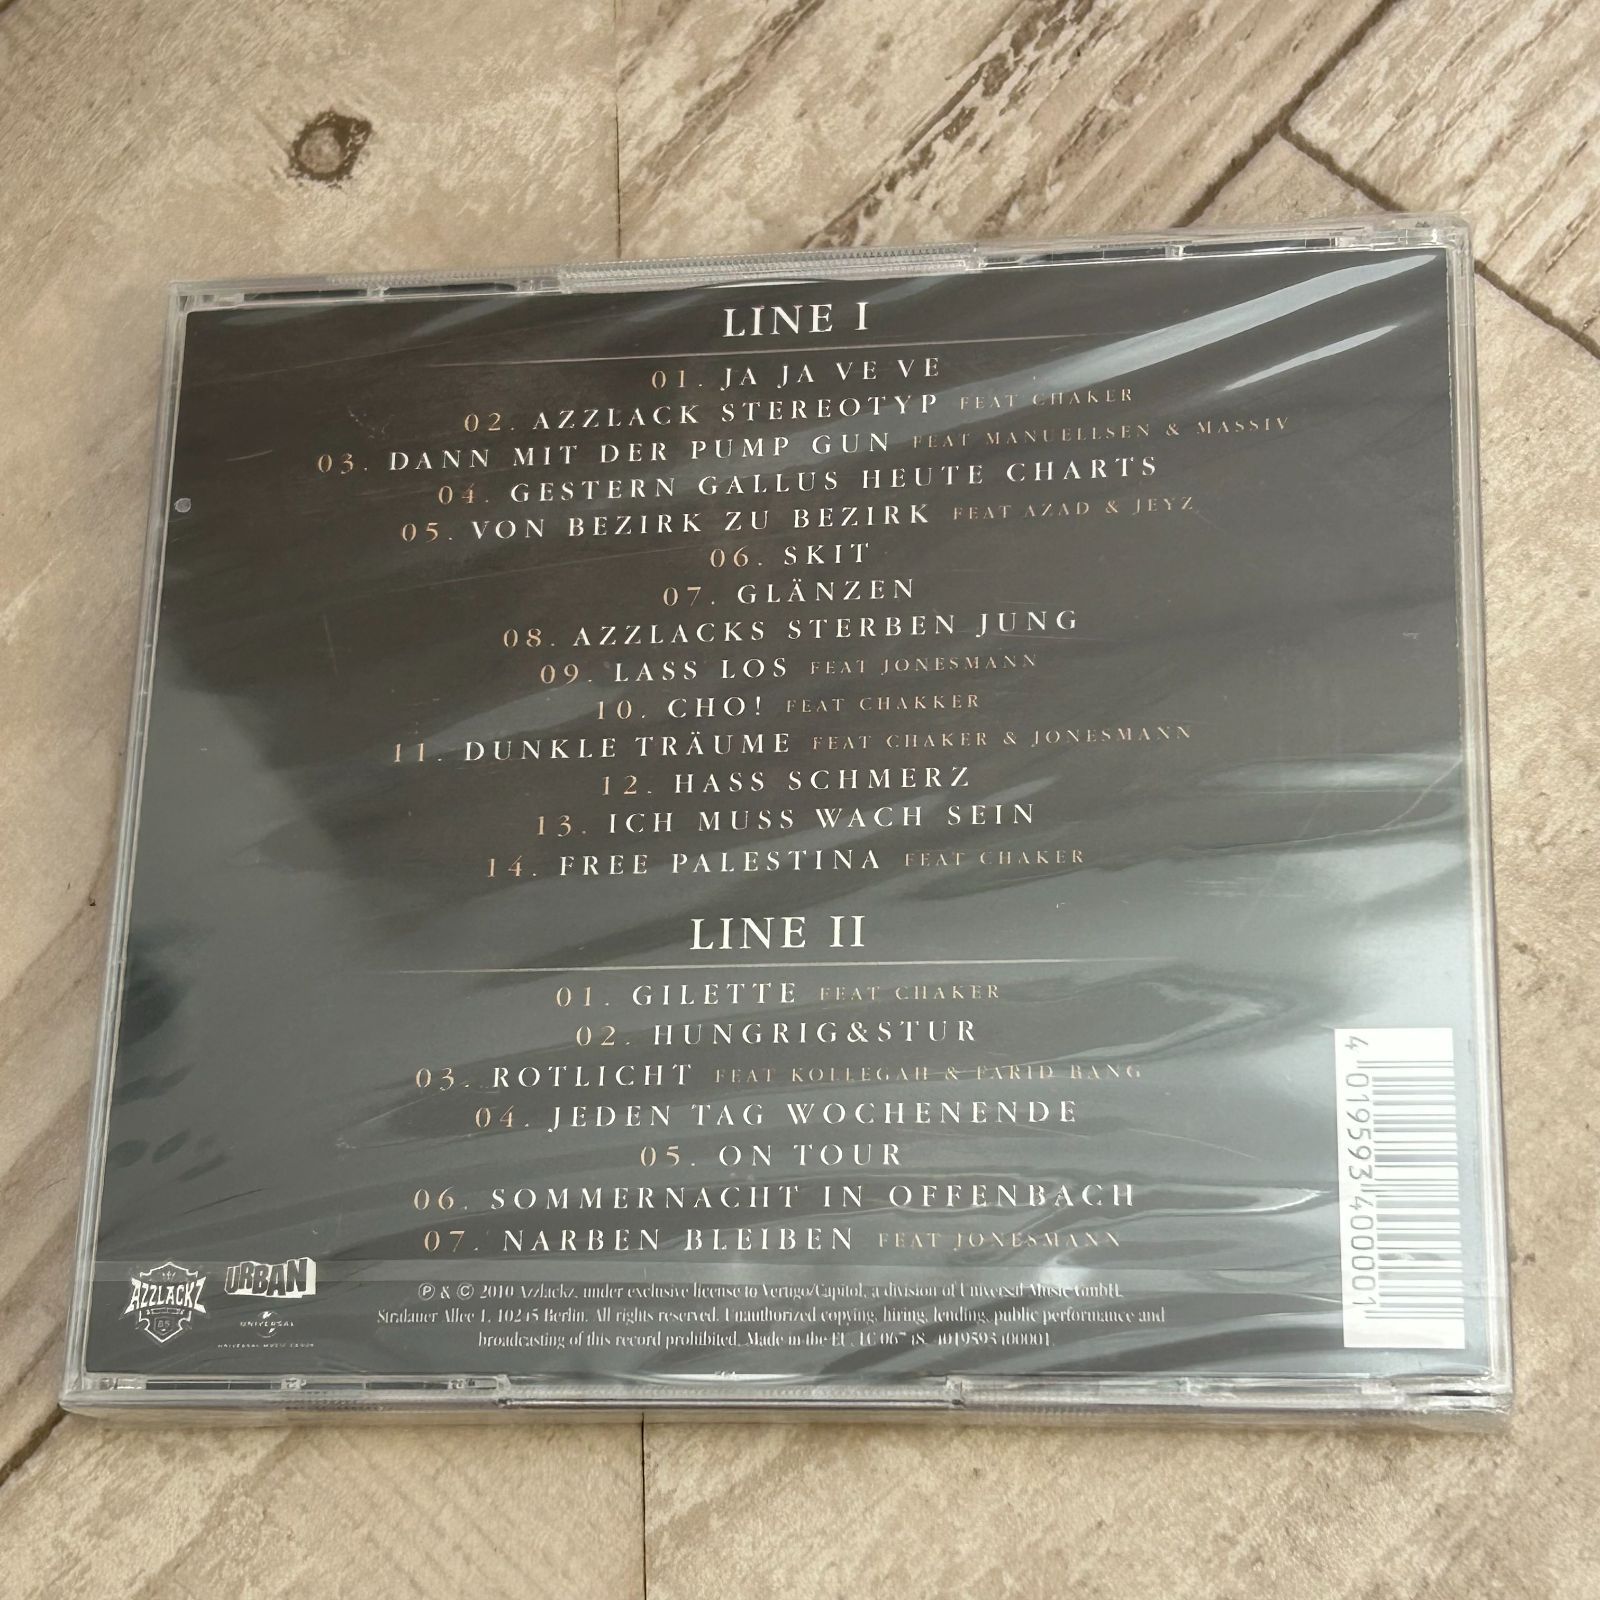 LINE I
01. JA JA VE VE
02. AZZLACK STEREOTYP FEAT CHAKER
03. DANN MIT DER PUMP GUN FEAT MANUELLSEN & MASSIV
04. GESTERN GALLUS HEUTE CHARTS
05. VON BEZIRK ZU BEZIRK FEAT AZAD & JEYZ
06. SKIT
07. GLÄNZEN
08. AZZLACKS STERBEN JUNG
09. LASS LOS FEAT JONESMANN
10. CHO! FEAT CHAKKER
11. DUNKLE TRÄUME FEAT CHAKER & JONESMANN
12. HASS SCHMERZ
13. ICH MUSS WACH SEIN
14. FREE PALESTINA FEAT CHAKER
LINE II
01. GILETTE FEAT CHAKER
02. HUNGRIG&STUR
03. ROTLICHT FEAT KOLLEGAH & FARID BANG
04. JEDEN TAG WOCHENENDE
05. ON TOUR
06. SOMMERNACHT IN OFFENBACH
07. NARBEN BLEIBEN FEAT JONESMANN
AZZLACKZ
URBAN
UNIVERSAL
UNIVERSAL MUSIC
℗ & © 2010 Azzlackz, under exclusive license to Vertigo/Capitol, a division of Universal Music GmbH,
Stralauer Allee 1, 10245 Berlin. All rights reserved. Unauthorized copying, hiring, lending, public performance and
broadcasting of this record prohibited. Made in the EU. LC
4 019593 400001